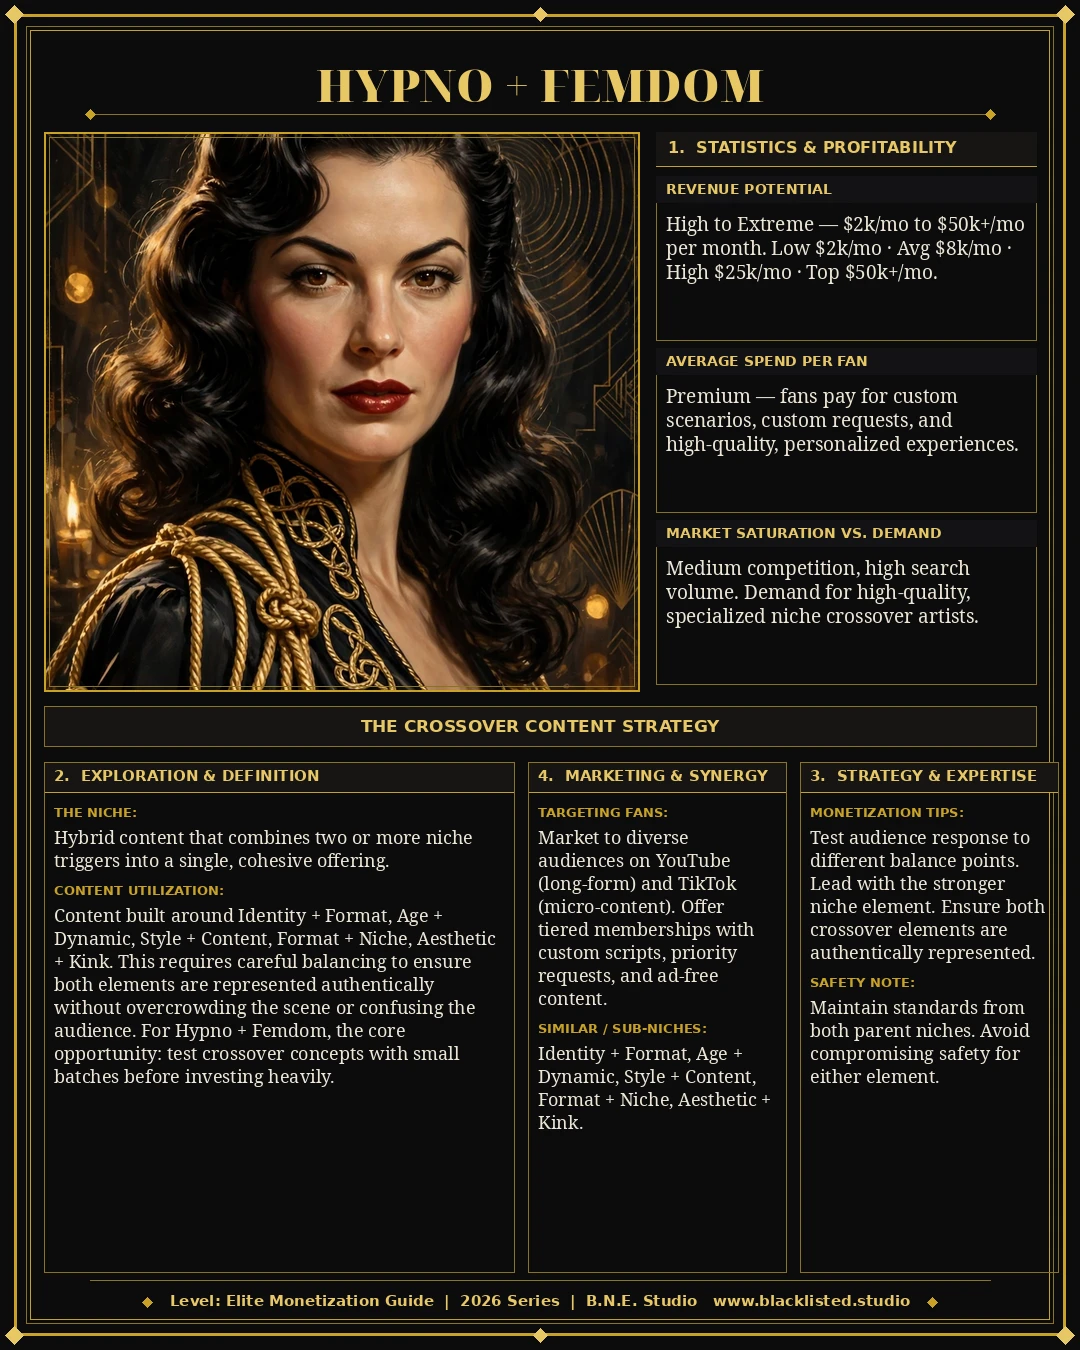 HYPNO + FEMDOM
1. STATISTICS & PROFITABILITY
REVENUE POTENTIAL
High to Extreme — $2k/mo to $50k+/mo
per month. Low $2k/mo · Avg $8k/mo ·
High $25k/mo · Top $50k+/mo.
AVERAGE SPEND PER FAN
Premium — fans pay for custom
scenarios, custom requests, and
high-quality, personalized experiences.
MARKET SATURATION VS. DEMAND
Medium competition, high search
volume. Demand for high-quality,
specialized niche crossover artists.
THE CROSSOVER CONTENT STRATEGY
2. EXPLORATION & DEFINITION
THE NICHE:
Hybrid content that combines two or more niche
triggers into a single, cohesive offering.
CONTENT UTILIZATION:
Content built around Identity + Format, Age +
Dynamic, Style + Content, Format + Niche, Aesthetic
+ Kink. This requires careful balancing to ensure
both elements are represented authentically
without overcrowding the scene or confusing the
audience. For Hypno + Femdom, the core
opportunity: test crossover concepts with small
batches before investing heavily.
4. MARKETING & SYNERGY
TARGETING FANS:
Market to diverse
audiences on YouTube
(long-form) and TikTok
(micro-content). Offer
tiered memberships with
custom scripts, priority
requests, and ad-free
content.
SIMILAR / SUB-NICHES:
Identity + Format, Age +
Dynamic, Style + Content,
Format + Niche, Aesthetic +
Kink.
3. STRATEGY & EXPERTISE
MONETIZATION TIPS:
Test audience response to
different balance points.
Lead with the stronger
niche element. Ensure both
crossover elements are
authentically represented.
SAFETY NOTE:
Maintain standards from
both parent niches. Avoid
compromising safety for
either element.
Level: Elite Monetization Guide | 2026 Series | B.N.E. Studio www.blacklisted.studio